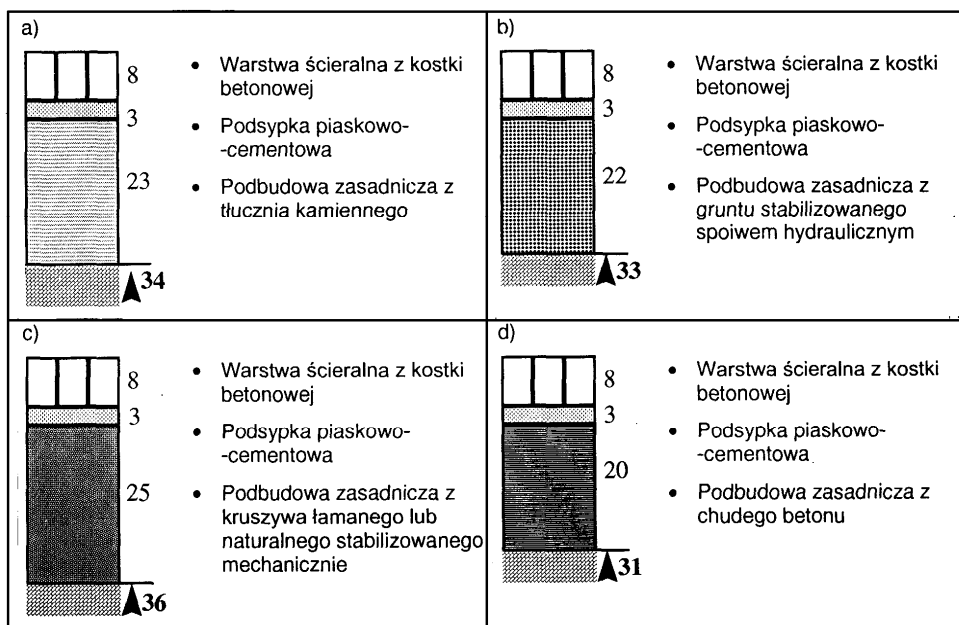 a)
8
3
23
34
• Warstwa ścieralna z kostki
betonowej
• Podsypka piaskowo-
-cementowa
• Podbudowa zasadnicza z
tłucznia kamiennego
b)
8
3
22
33
• Warstwa ścieralna z kostki
betonowej
• Podsypka piaskowo-
-cementowa
• Podbudowa zasadnicza z
gruntu stabilizowanego
spoiwem hydraulicznym
c)
8
3
25
36
• Warstwa ścieralna z kostki
betonowej
• Podsypka piaskowo-
-cementowa
• Podbudowa zasadnicza z
kruszywa łamanego lub
naturalnego stabilizowanego
mechanicznie
d)
8
3
20
31
• Warstwa ścieralna z kostki
betonowej
• Podsypka piaskowo-
-cementowa
• Podbudowa zasadnicza z
chudego betonu